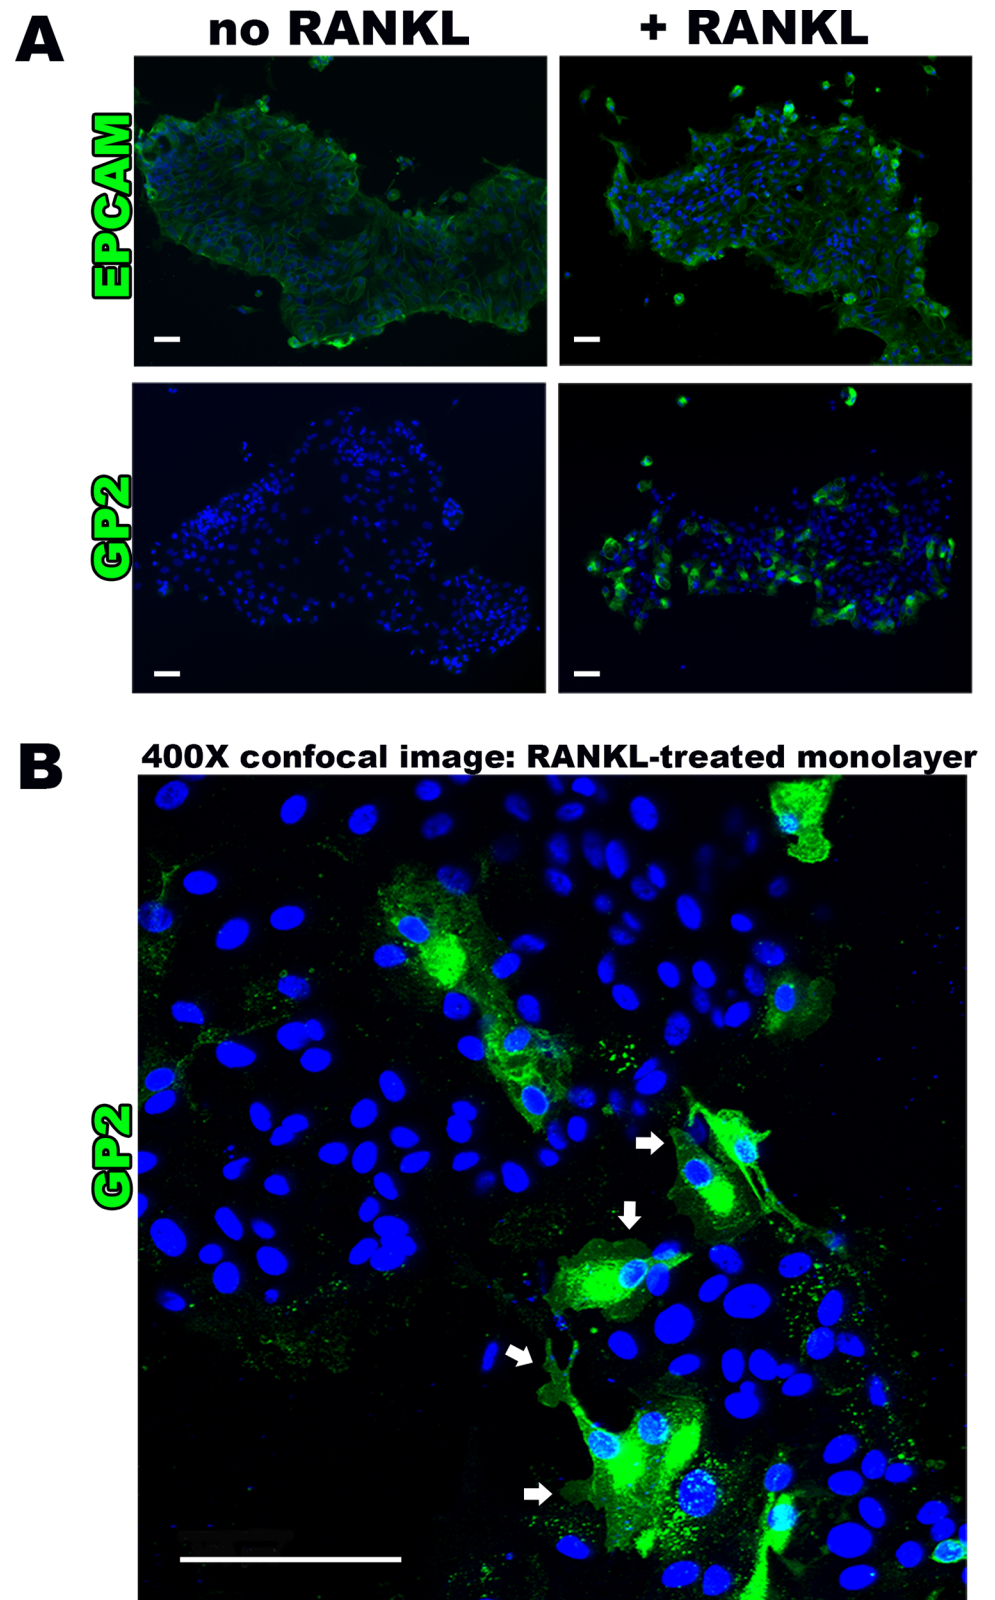 A
no RANKL
+ RANKL
EPCAM
GP2
B
400X confocal image: RANKL-treated monolayer
GP2